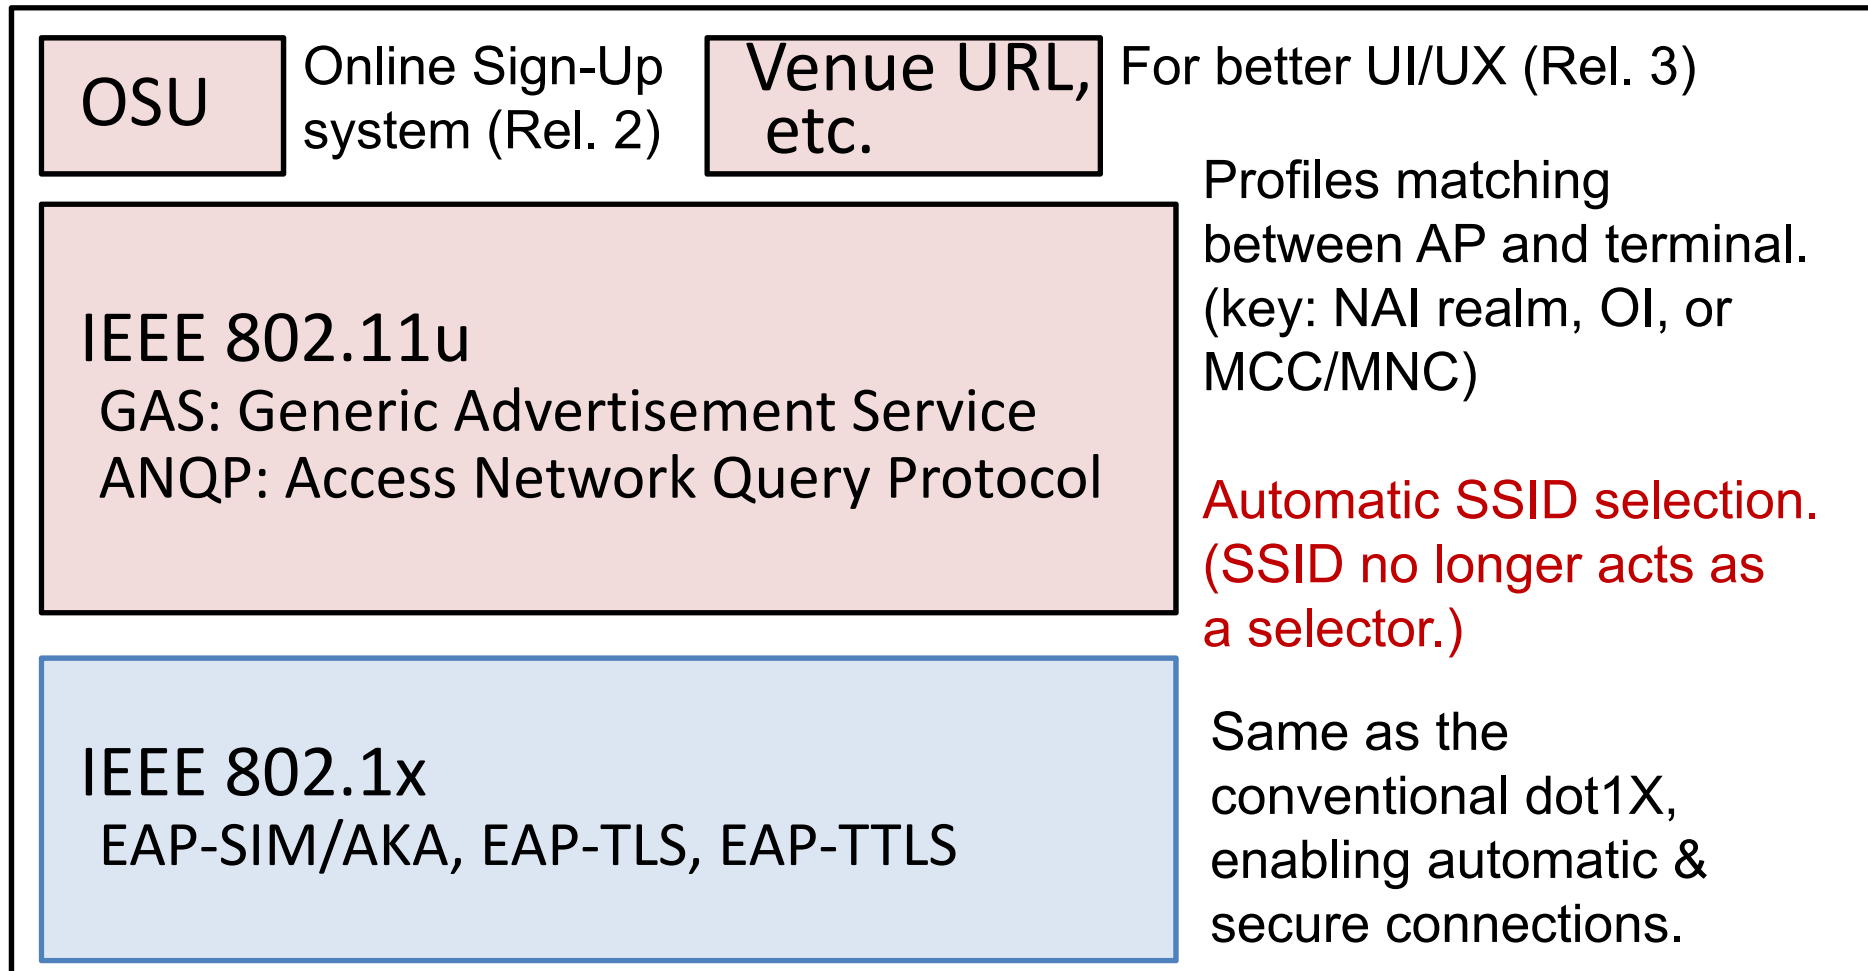 OSU
Online Sign-Up
system (Rel. 2)
Venue URL,
etc.
For better UI/UX (Rel. 3)
IEEE 802.11u
GAS: Generic Advertisement Service
ANQP: Access Network Query Protocol
Profiles matching
between AP and terminal.
(key: NAI realm, OI, or
MCC/MNC)
Automatic SSID selection.
(SSID no longer acts as
a selector.)
IEEE 802.1x
EAP-SIM/AKA, EAP-TLS, EAP-TTLS
Same as the
conventional dot1X,
enabling automatic &
secure connections.